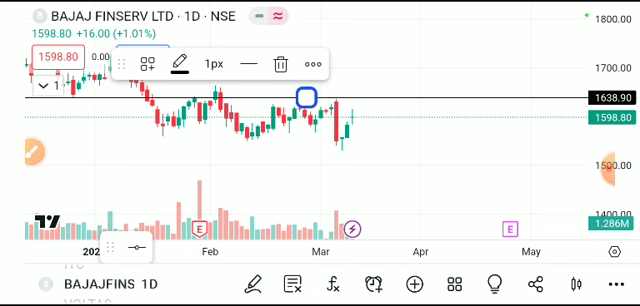 B BAJAJ FINSERV LTD · 1D · NSE
1598.80 +16.00 (+1.01%)
1598.80 0.00
1px
1
1800.00
1700.00
1638.90
1598.80
1500.00
1400.00
1.286M
E
E
202
Feb
Mar
Apr
May
B BAJAJFINS 1D